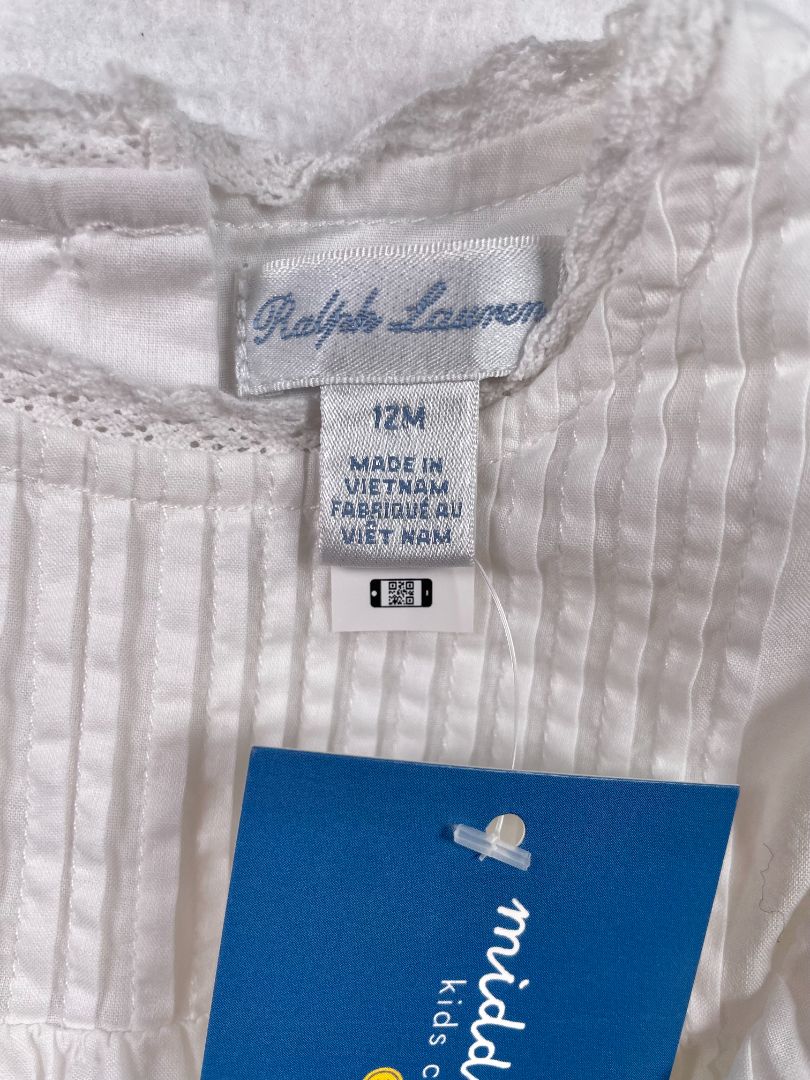 Ralph Lauren
12M
MADE IN
VIETNAM
FABRIQUÉ AU
VIÊT NAM
kids